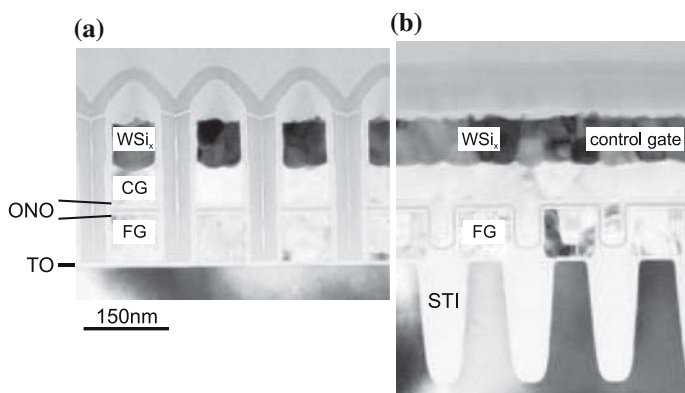 (a)
(b)
WSiₓ
CG
ONO
FG
TO
150nm
WSiₓ
control gate
FG
STI